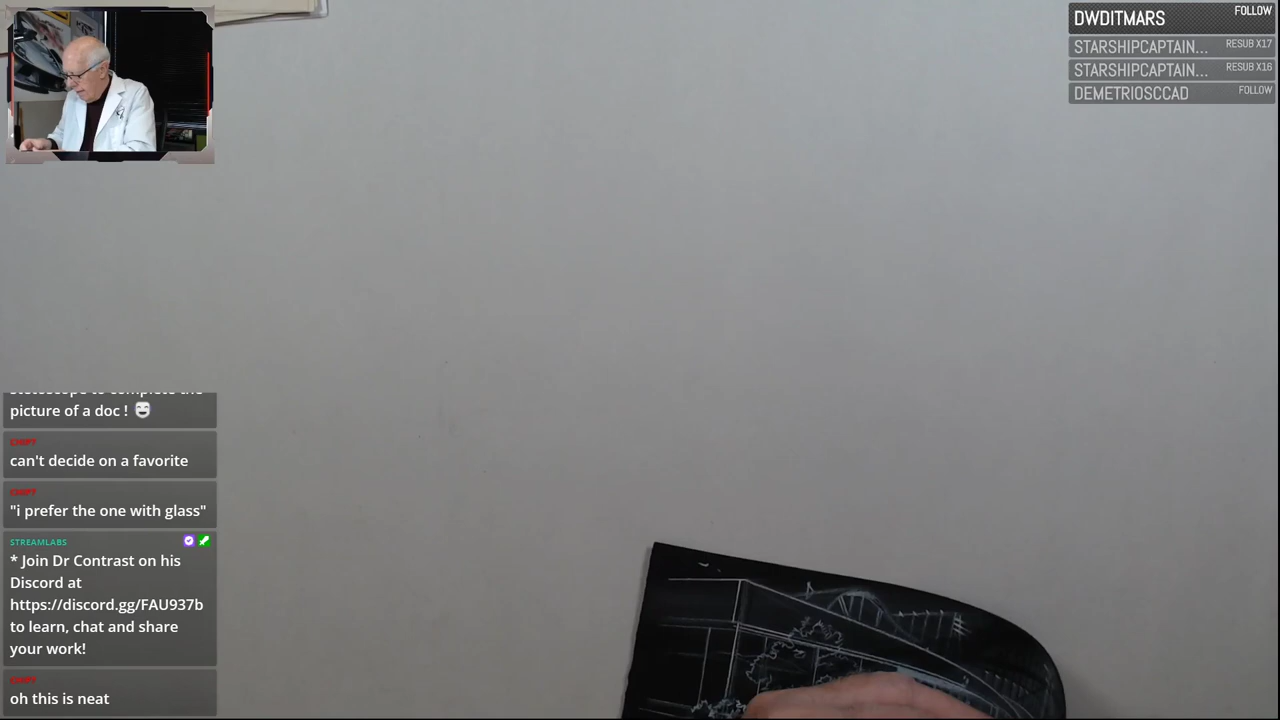 DWDITMARS FOLLOW
STARSHIPCAPTAIN... RESUB X17
STARSHIPCAPTAIN... RESUB X16
DEMETRIOSCCAD FOLLOW
picture of a doc !
can't decide on a favorite
"i prefer the one with glass"
STREAMLABS
* Join Dr Contrast on his
Discord at
https://discord.gg/FAU937b
to learn, chat and share
your work!
oh this is neat